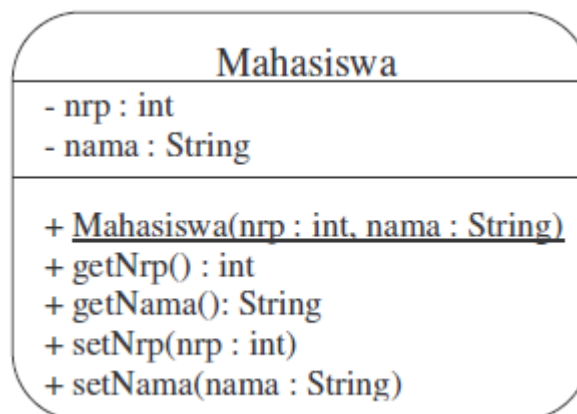 Mahasiswa
- nrp : int
- nama : String
+ Mahasiswa(nrp : int, nama : String)
+ getNrp() : int
+ getNama(): String
+ setNrp(nrp : int)
+ setNama(nama : String)